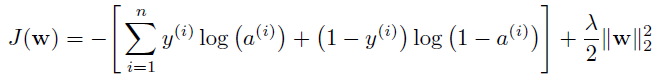 J(w) = −[ ∑_{i=1}^{n} y^{(i)} log (a^{(i)}) + (1 − y^{(i)}) log (1 − a^{(i)}) ] + λ/2 ‖w‖_2^2